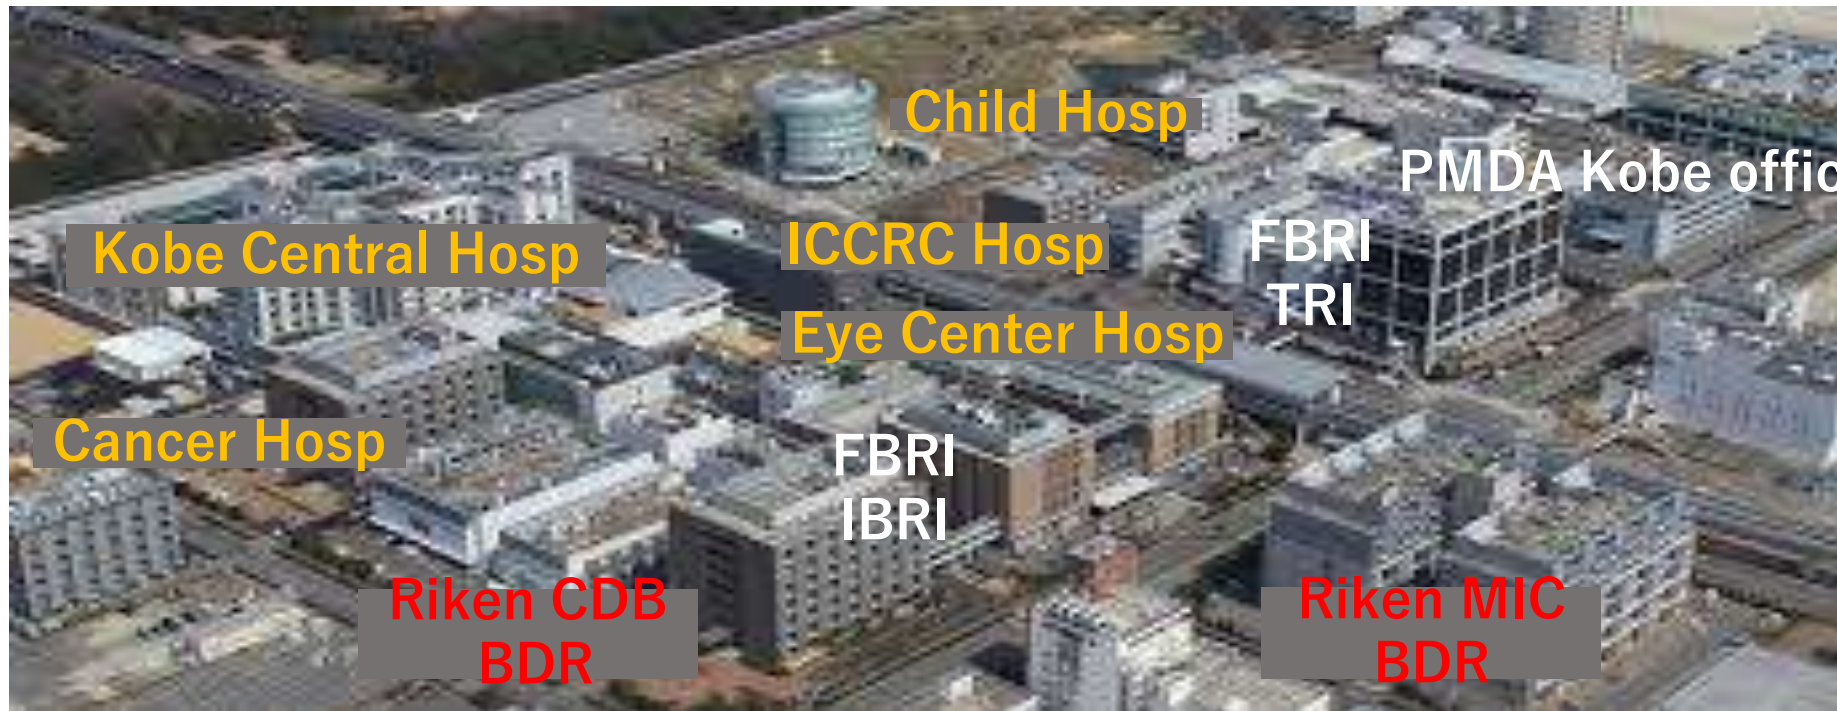 Child Hosp
PMDA Kobe offic
Kobe Central Hosp
ICCRC Hosp
FBRI
TRI
Eye Center Hosp
Cancer Hosp
FBRI
IBRI
Riken CDB
BDR
Riken MIC
BDR